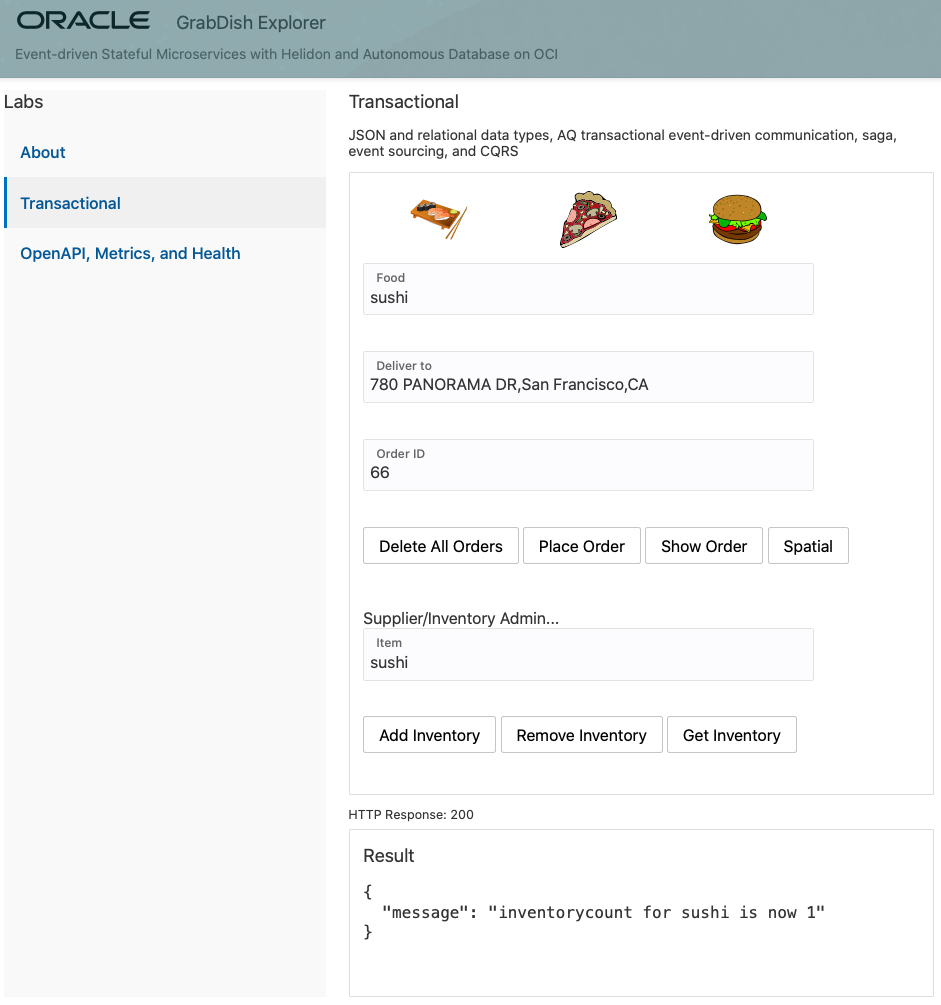 ORACLE GrabDish Explorer
Event-driven Stateful Microservices with Helidon and Autonomous Database on OCI
Labs
About
Transactional
OpenAPI, Metrics, and Health
Transactional
JSON and relational data types, AQ transactional event-driven communication, saga,
event sourcing, and CQRS
Food
sushi
Deliver to
780 PANORAMA DR,San Francisco,CA
Order ID
66
Delete All Orders Place Order Show Order Spatial
Supplier/Inventory Admin...
Item
sushi
Add Inventory Remove Inventory Get Inventory
HTTP Response: 200
Result
{
  "message": "inventorycount for sushi is now 1"
}